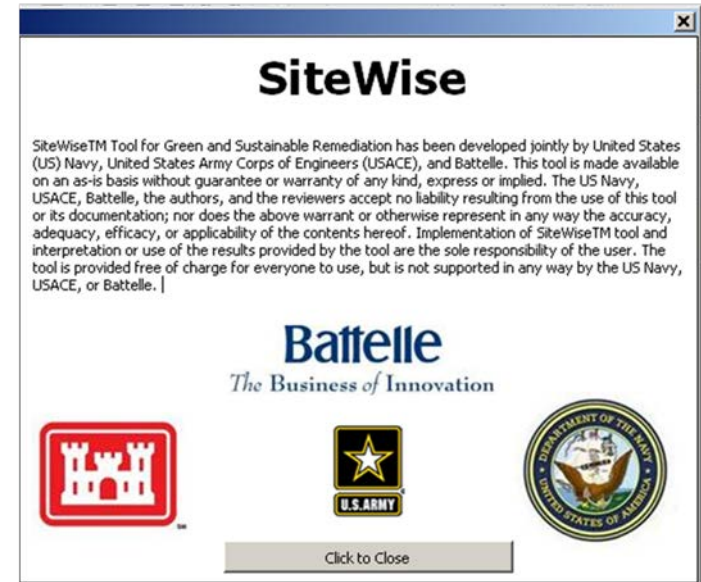 SiteWise
SiteWiseTM Tool for Green and Sustainable Remediation has been developed jointly by United States
(US) Navy, United States Army Corps of Engineers (USACE), and Battelle. This tool is made available
on an as-is basis without guarantee or warranty of any kind, express or implied. The US Navy,
USACE, Battelle, the authors, and the reviewers accept no liability resulting from the use of this tool
or its documentation; nor does the above warrant or otherwise represent in any way the accuracy,
adequacy, efficacy, or applicability of the contents hereof. Implementation of SiteWiseTM tool and
interpretation or use of the results provided by the tool are the sole responsibility of the user. The
tool is provided free of charge for everyone to use, but is not supported in any way by the US Navy,
USACE, or Battelle.
Battelle
The Business of Innovation
U.S.ARMY
DEPARTMENT OF THE NAVY
UNITED STATES OF AMERICA
Click to Close